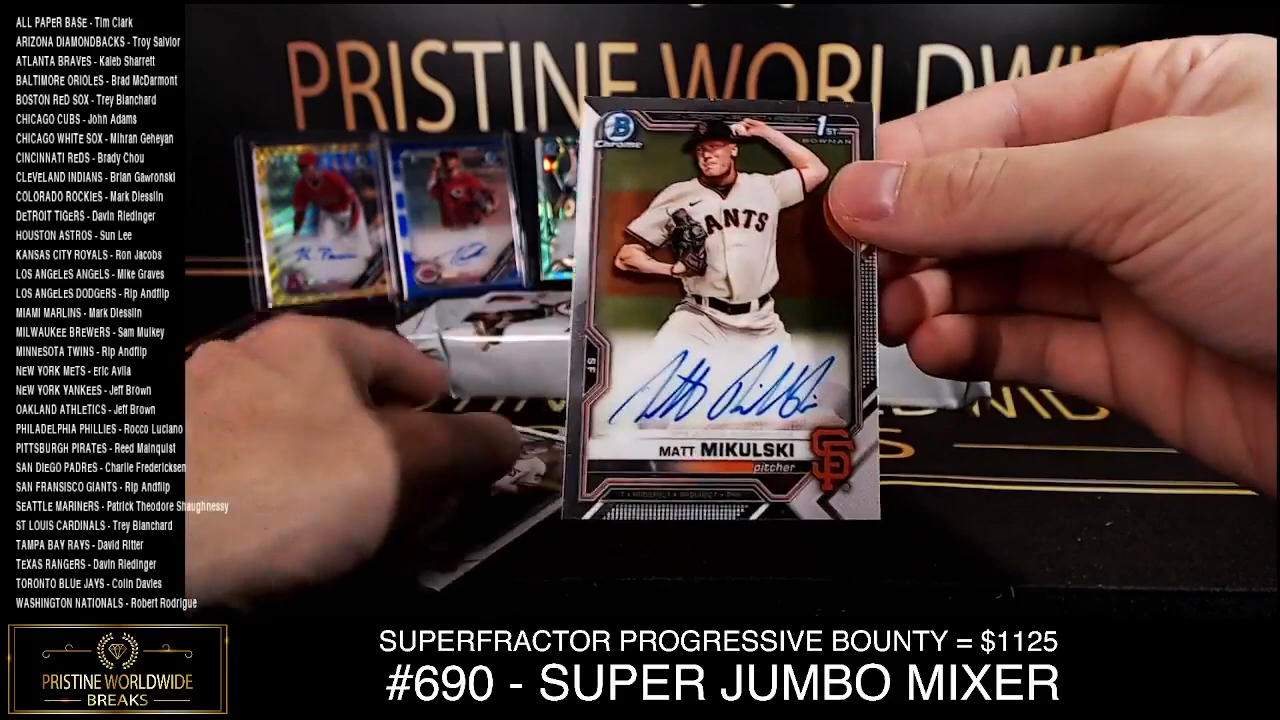 ALL PAPER BASE - Tim Clark
ARIZONA DIAMONDBACKS - Troy Salvior
ATLANTA BRAVES - Kaleb Sharrett
BALTIMORE ORIOLES - Brad McDarmont
BOSTON RED SOX - Trey Blanchard
CHICAGO CUBS - John Adams
CHICAGO WHITE SOX - Mihran Geheyan
CINCINNATI REDS - Brady Chou
CLEVELAND INDIANS - Brian Gawronski
COLORADO ROCKIES - Mark Diesslin
DETROIT TIGERS - Davin Riedinger
HOUSTON ASTROS - Sun Lee
KANSAS CITY ROYALS - Ron Jacobs
LOS ANGELES ANGELS - Mike Graves
LOS ANGELES DODGERS - Rip Andflip
MIAMI MARLINS - Mark Diesslin
MILWAUKEE BREWERS - Sam Mulkey
MINNESOTA TWINS - Rip Andflip
NEW YORK METS - Eric Avila
NEW YORK YANKEES - Jeff Brown
OAKLAND ATHLETICS - Jeff Brown
PHILADELPHIA PHILLIES - Rocco Luciano
PITTSBURGH PIRATES - Reed Mainquist
SAN DIEGO PADRES - Charlie Fredericksen
SAN FRANSISCO GIANTS - Rip Andflip
SEATTLE MARINERS - Patrick Theodore Shaughnessy
ST LOUIS CARDINALS - Trey Blanchard
TAMPA BAY RAYS - David Ritter
TEXAS RANGERS - Davin Riedinger
TORONTO BLUE JAYS - Colin Davies
WASHINGTON NATIONALS - Robert Rodrigue
PRISTINE WORLDWIDE
BREAKS
PRISTINE WORLDWIDE
B
Chrome
1ST
BOWMAN
GIANTS
SF
MATT MIKULSKI
pitcher
SF
SUPERFRACTOR PROGRESSIVE BOUNTY = $1125
#690 - SUPER JUMBO MIXER